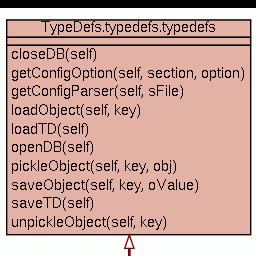 TypeDefs.typedefs.typedefs
closeDB(self)
getConfigOption(self, section, option)
getConfigParser(self, sFile)
loadObject(self, key)
loadTD(self)
openDB(self)
pickleObject(self, key, obj)
saveObject(self, key, oValue)
saveTD(self)
unpickleObject(self, key)